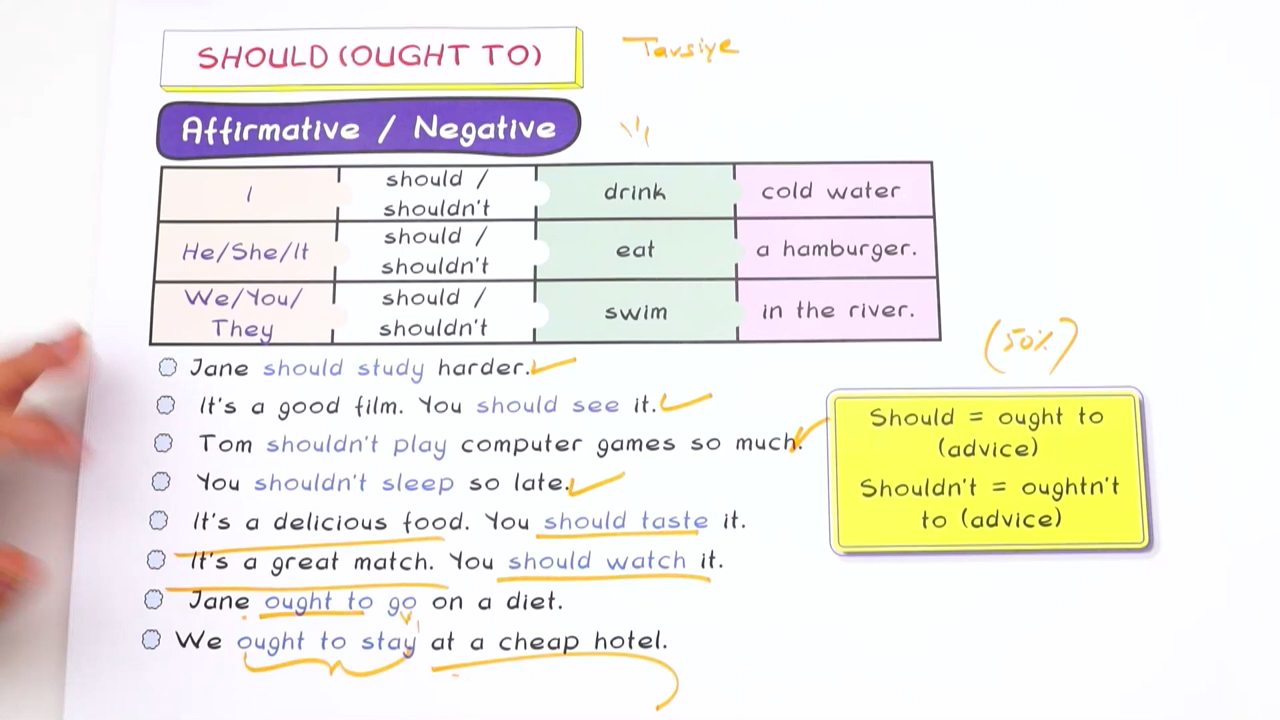 SHOULD (OUGHT TO)
Tavsiye
Affirmative / Negative
V1
I should / shouldn't drink cold water
He/She/It should / shouldn't eat a hamburger.
We/You/They should / shouldn't swim in the river.
Jane should study harder.
It's a good film. You should see it.
Tom shouldn't play computer games so much.
You shouldn't sleep so late.
It's a delicious food. You should taste it.
It's a great match. You should watch it.
Jane ought to go on a diet.
V1
We ought to stay at a cheap hotel.
(50%)
Should = ought to
(advice)
Shouldn't = oughtn't
to (advice)